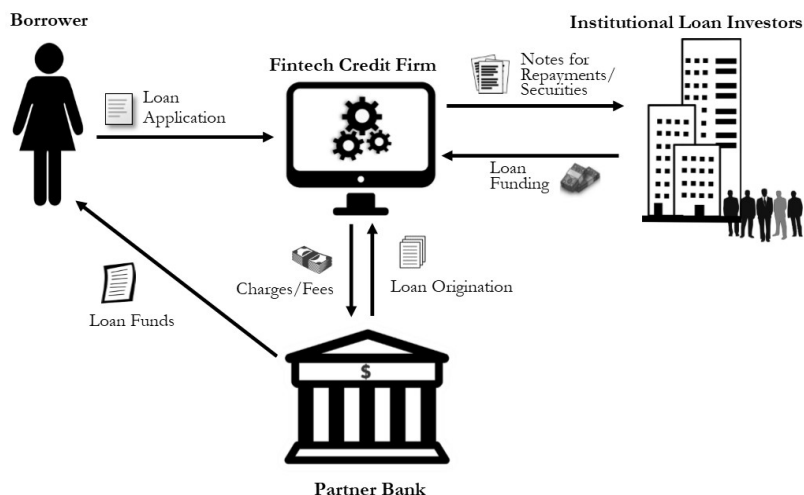 Borrower
Institutional Loan Investors
Fintech Credit Firm
Notes for
Repayments/
Securities
Loan
Application
Loan
Funding
Charges/Fees
Loan Origination
Loan Funds
$
Partner Bank